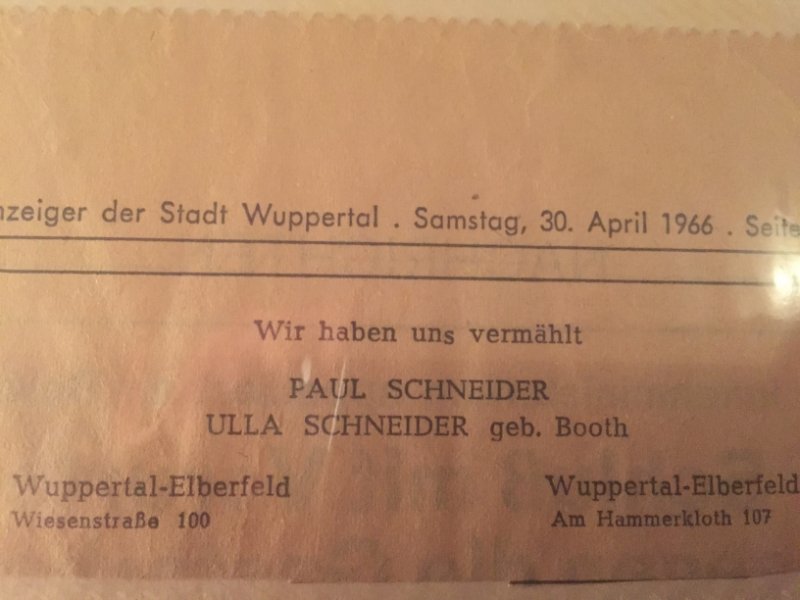 nzeiger der Stadt Wuppertal . Samstag, 30. April 1966 . Seite
Wir haben uns vermählt
PAUL SCHNEIDER
ULLA SCHNEIDER geb. Booth
Wuppertal-Elberfeld Wuppertal-Elberfeld
Wiesenstraße 100 Am Hammerkloth 107